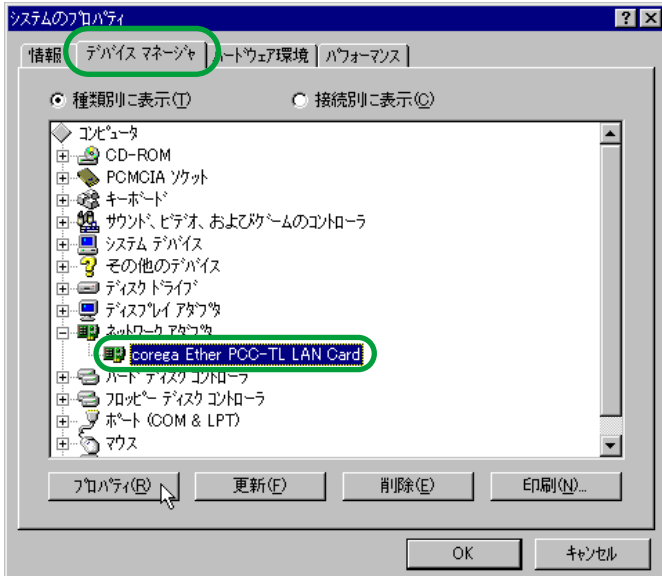 システムのプロパティ
情報 デバイス マネージャ ハードウェア環境 パフォーマンス
種類別に表示(T) 接続別に表示(C)
コンピュータ
CD-ROM
PCMCIA ソケット
キーボード
サウンド、ビデオ、およびゲームのコントローラ
システム デバイス
その他のデバイス
ディスク ドライブ
ディスプレイ アダプタ
ネットワーク アダプタ
corega Ether PCC-TL LAN Card
ハード ディスク コントローラ
フロッピー ディスク コントローラ
ポート (COM & LPT)
マウス
プロパティ(R) 更新(F) 削除(E) 印刷(N)...
OK キャンセル